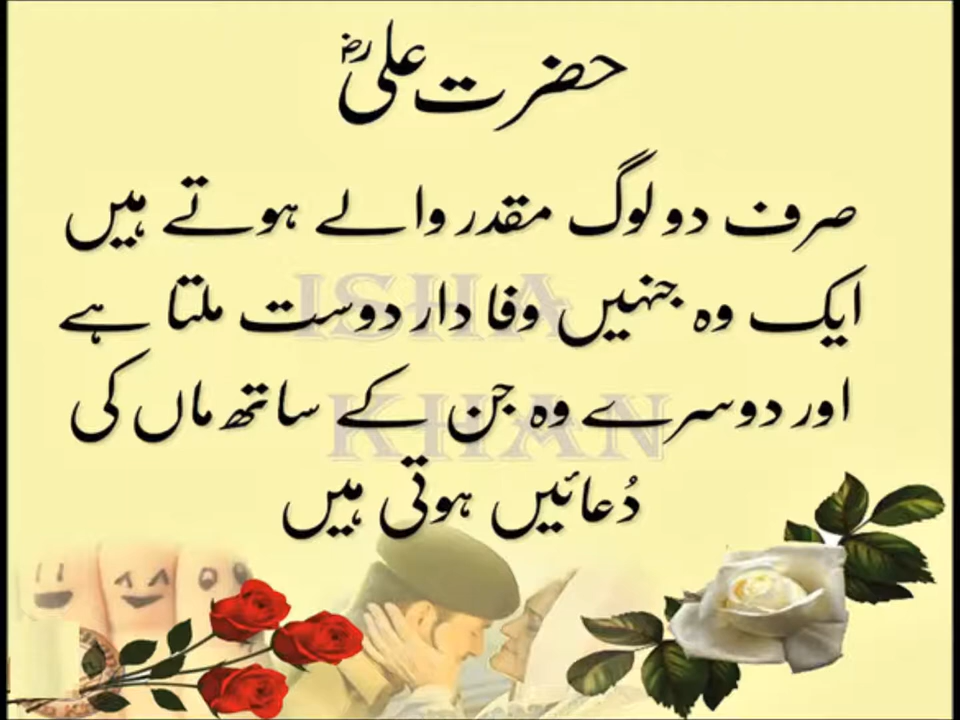 حضرت علیؓ
صرف دو لوگ مقدر والے ہوتے ہیں
ایک وہ جنہیں وفا دار دوست ملتا ہے
اور دوسرے وہ جن کے ساتھ ماں کی
دُعائیں ہوتی ہیں
ISHA
KHAN